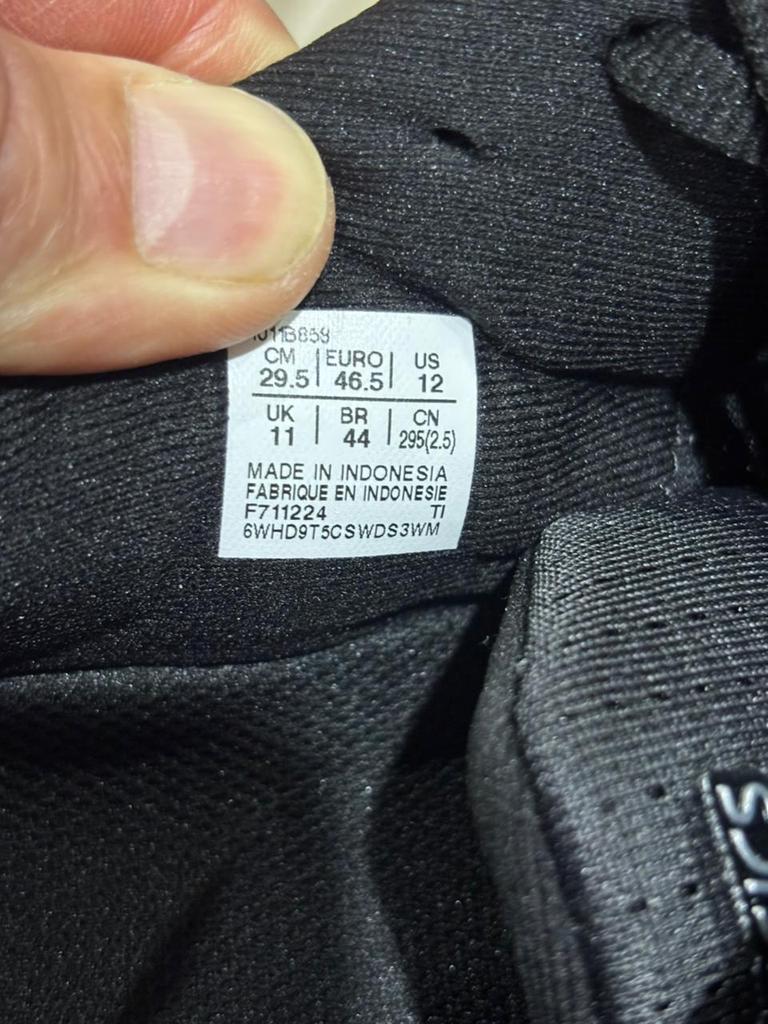 CM | EURO | US
29.5 | 46.5 | 12
UK | BR | CN
11 | 44 | 295(2.5)
MADE IN INDONESIA
FABRIQUE EN INDONESIE
F711224 TI
6WHD9T5CSWDS3WM